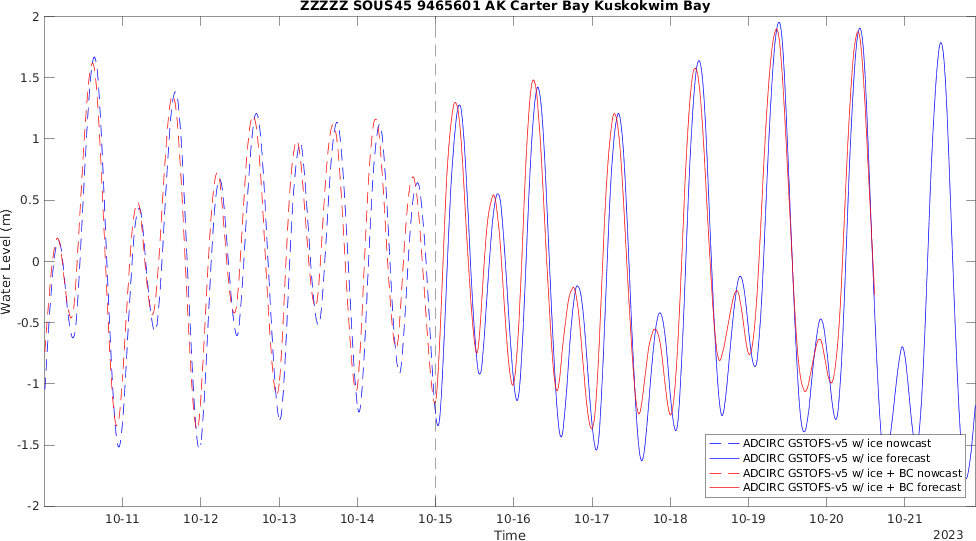 ZZZZZ SOUS45 9465601 AK Carter Bay Kuskokwim Bay
2
1.5
1
0.5
0
-0.5
-1
-1.5
-2
Water Level (m)
10-11 10-12 10-13 10-14 10-15 10-16 10-17 10-18 10-19 10-20 10-21
Time
2023
ADCIRC GSTOFS-v5 w/ ice nowcast
ADCIRC GSTOFS-v5 w/ ice forecast
ADCIRC GSTOFS-v5 w/ ice + BC nowcast
ADCIRC GSTOFS-v5 w/ ice + BC forecast